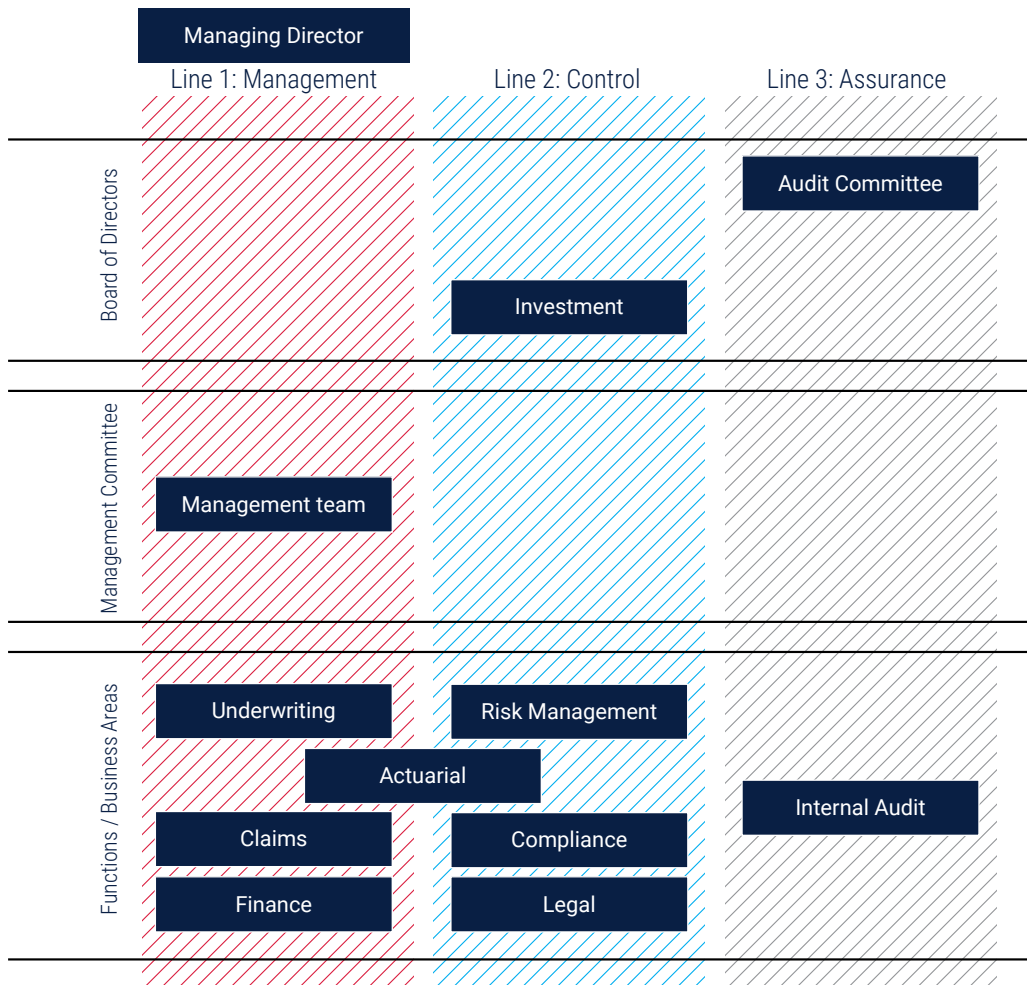 Managing Director
Line 1: Management
Line 2: Control
Line 3: Assurance
Board of Directors
Audit Committee
Investment
Management Committee
Management team
Functions / Business Areas
Underwriting
Risk Management
Actuarial
Internal Audit
Claims
Compliance
Finance
Legal